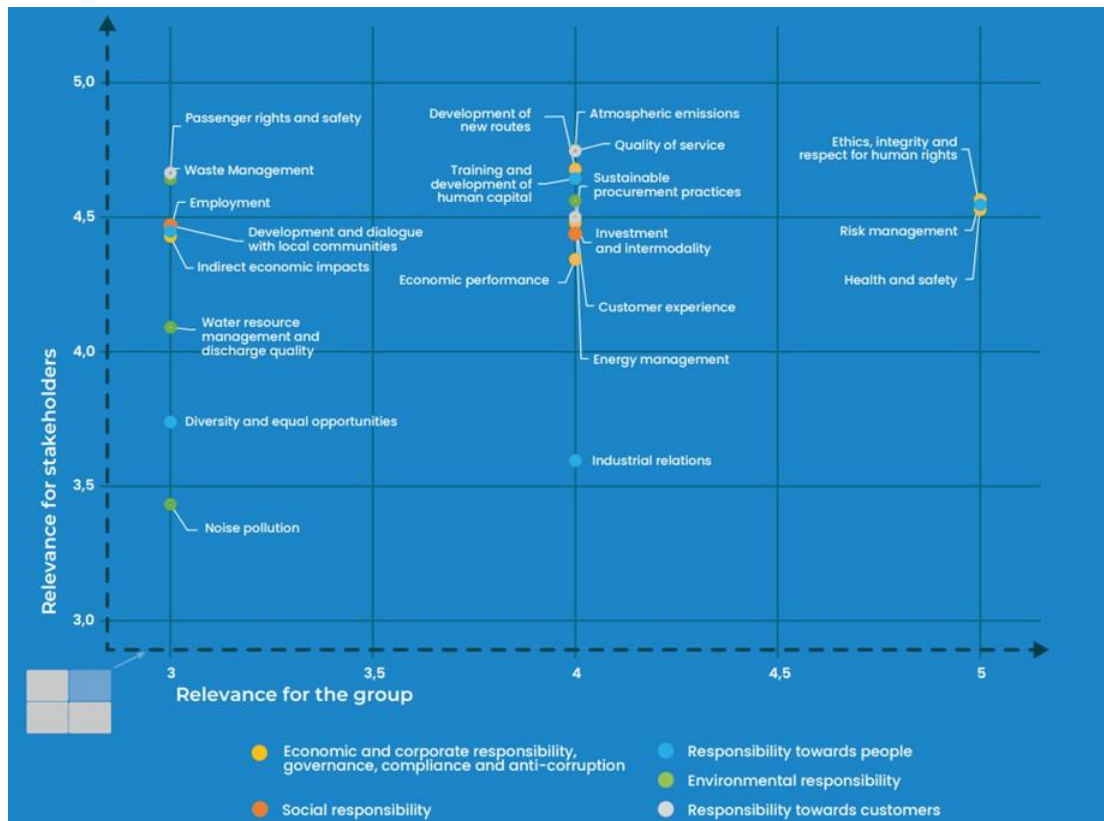 5,0
Passenger rights and safety
Waste Management
Employment
4,5
Development and dialogue
with local communities
Indirect economic impacts
Water resource
management and
discharge quality
4,0
Diversity and equal opportunities
3,5
Noise pollution
3,0
Development of
new routes
Atmospheric emissions
Quality of service
Training and
development of
human capital
Sustainable
procurement practices
Investment
and intermodality
Economic performance
Customer experience
Energy management
Industrial relations
Ethics, integrity and
respect for human rights
Risk management
Health and safety
Relevance for stakeholders
3
3,5
4
4,5
5
Relevance for the group
Economic and corporate responsibility,
governance, compliance and anti-corruption
Social responsibility
Responsibility towards people
Environmental responsibility
Responsibility towards customers